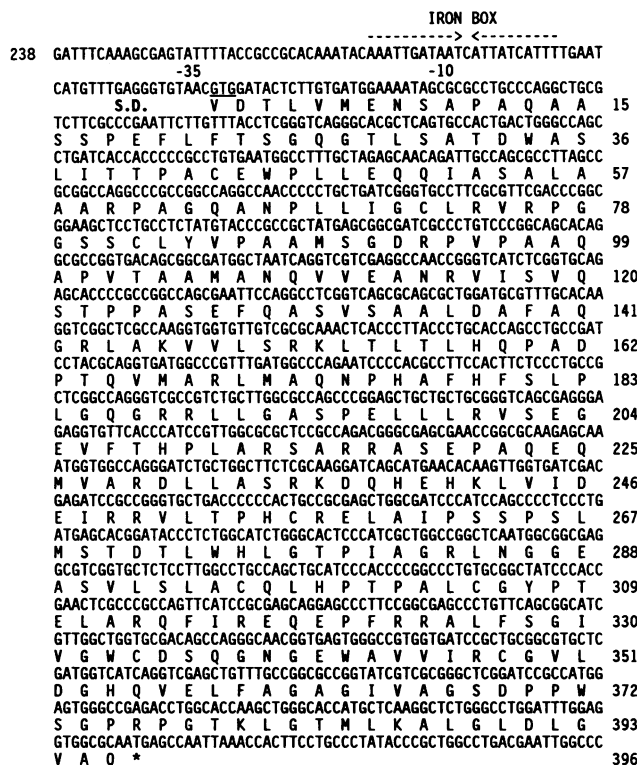 IRON BOX
----------> <----------
238 GATTTCAAAGCGAGTATTTTACCGCCGCACAAATACAAATTGATAATCATTATCATTTTGAAT
-35 -10
CATGTTTGAGGGTGTAACGTGGATACTCTTGTGATGGAAAATAGCGCGCCTGCCCAGGCTGCG
S.D. V D T L V M E N S A P A Q A A 15
TCTTCGCCCGAATTCTTGTTTACCTCGGGTCAGGGCACGCTCAGTGCCACTGACTGGGCCAGC
S S P E F L F T S G Q G T L S A T D W A S 36
CTGATCACCACCCCCGCCTGTGAATGGCCTTTGCTAGAGCAACAGATTGCCAGCGCCTTAGCC
L I T T P A C E W P L L E Q Q I A S A L A 57
GCGGCCAGGCCCGCCGGCCAGGCCAACCCCCTGCTGATCGGGTGCCTTCGCGTTCGACCCGGC
A A R P A G Q A N P L L I G C L R V R P G 78
GGAAGCTCCTGCCTCTATGTACCCGCCGCTATGAGCGGCGATCGCCCTGTCCCGGCAGCACAG
G S S C L Y V P A A M S G D R P V P A A Q 99
GCGCCGGTGACAGCGGCGATGGCTAATCAGGTCGTCGAGGCCAACCGGGTCATCTCGGTGCAG
A P V T A A M A N Q V V E A N R V I S V Q 120
AGCACCCCGCCGGCCAGCGAATTCCAGGCCTCGGTCAGCGCAGCGCTGGATGCGTTTGCACAA
S T P P A S E F Q A S V S A A L D A F A Q 141
GGTCGGCTCGCCAAGGTGGTGTTGTCGCGCAAACTCACCCTTACCCTGCACCAGCCTGCCGAT
G R L A K V V L S R K L T L T L H Q P A D 162
CCTACGCAGGTGATGGCCCGTTTGATGGCCCAGAATCCCCACGCCTTCCACTTCTCCCTGCCG
P T Q V M A R L M A Q N P H A F H F S L P 183
CTCGGCCAGGGTCGCCGTCTGCTTGGCGCCAGCCCGGAGCTGCTGCTGCGGGTCAGCGAGGGA
L G Q G R R L L G A S P E L L L R V S E G 204
GAGGTGTTCACCCATCCGTTGGCGCGCTCCGCCAGACGGGCGAGCGAACCGGCGCAAGAGCAA
E V F T H P L A R S A R R A S E P A Q E Q 225
ATGGTGGCCAGGGATCTGCTGGCTTCTCGCAAGGATCAGCATGAACACAAGTTGGTGATCGAC
M V A R D L L A S R K D Q H E H K L V I D 246
GAGATCCGCCGGGTGCTGACCCCCCACTGCCGCGAGCTGGCGATCCCATCCAGCCCCTCCCTG
E I R R V L T P H C R E L A I P S S P S L 267
ATGAGCACGGATACCCTCTGGCATCTGGGCACTCCCATCGCTGGCCGGCTCAATGGCGGCGAG
M S T D T L W H L G T P I A G R L N G G E 288
GCGTCGGTGCTCTCCTTGGCCTGCCAGCTGCATCCCACCCCGGCCCTGTGCGGCTATCCCACC
A S V L S L A C Q L H P T P A L C G Y P T 309
GAACTCGCCCGCCAGTTCATCCGCGAGCAGGAGCCCTTCCGGCGAGCCCTGTTCAGCGGCATC
E L A R Q F I R E Q E P F R R A L F S G I 330
GTTGGCTGGTGCGACAGCCAGGGCAACGGTGAGTGGGCCGTGGTGATCCGCTGCGGCGTGCTC
V G W C D S Q G N G E W A V V I R C G V L 351
GATGGTCATCAGGTCGAGCTGTTTGCCGGCGCCGGTATCGTCGCGGGCTCGGATCCGCCATGG
D G H Q V E L F A G A G I V A G S D P P W 372
AGTGGGCCGAGACCTGGCACCAAGCTGGGCACCATGCTCAAGGCTCTGGGCCTGGATTTGGAG
S G P R P G T K L G T M L K A L G L D L G 393
GTGGCGCAATGAGCCAATTAAACCACTTCCTGCCCTATACCCGCTGGCCTGACGAATTGGCCC
V A Q * 396